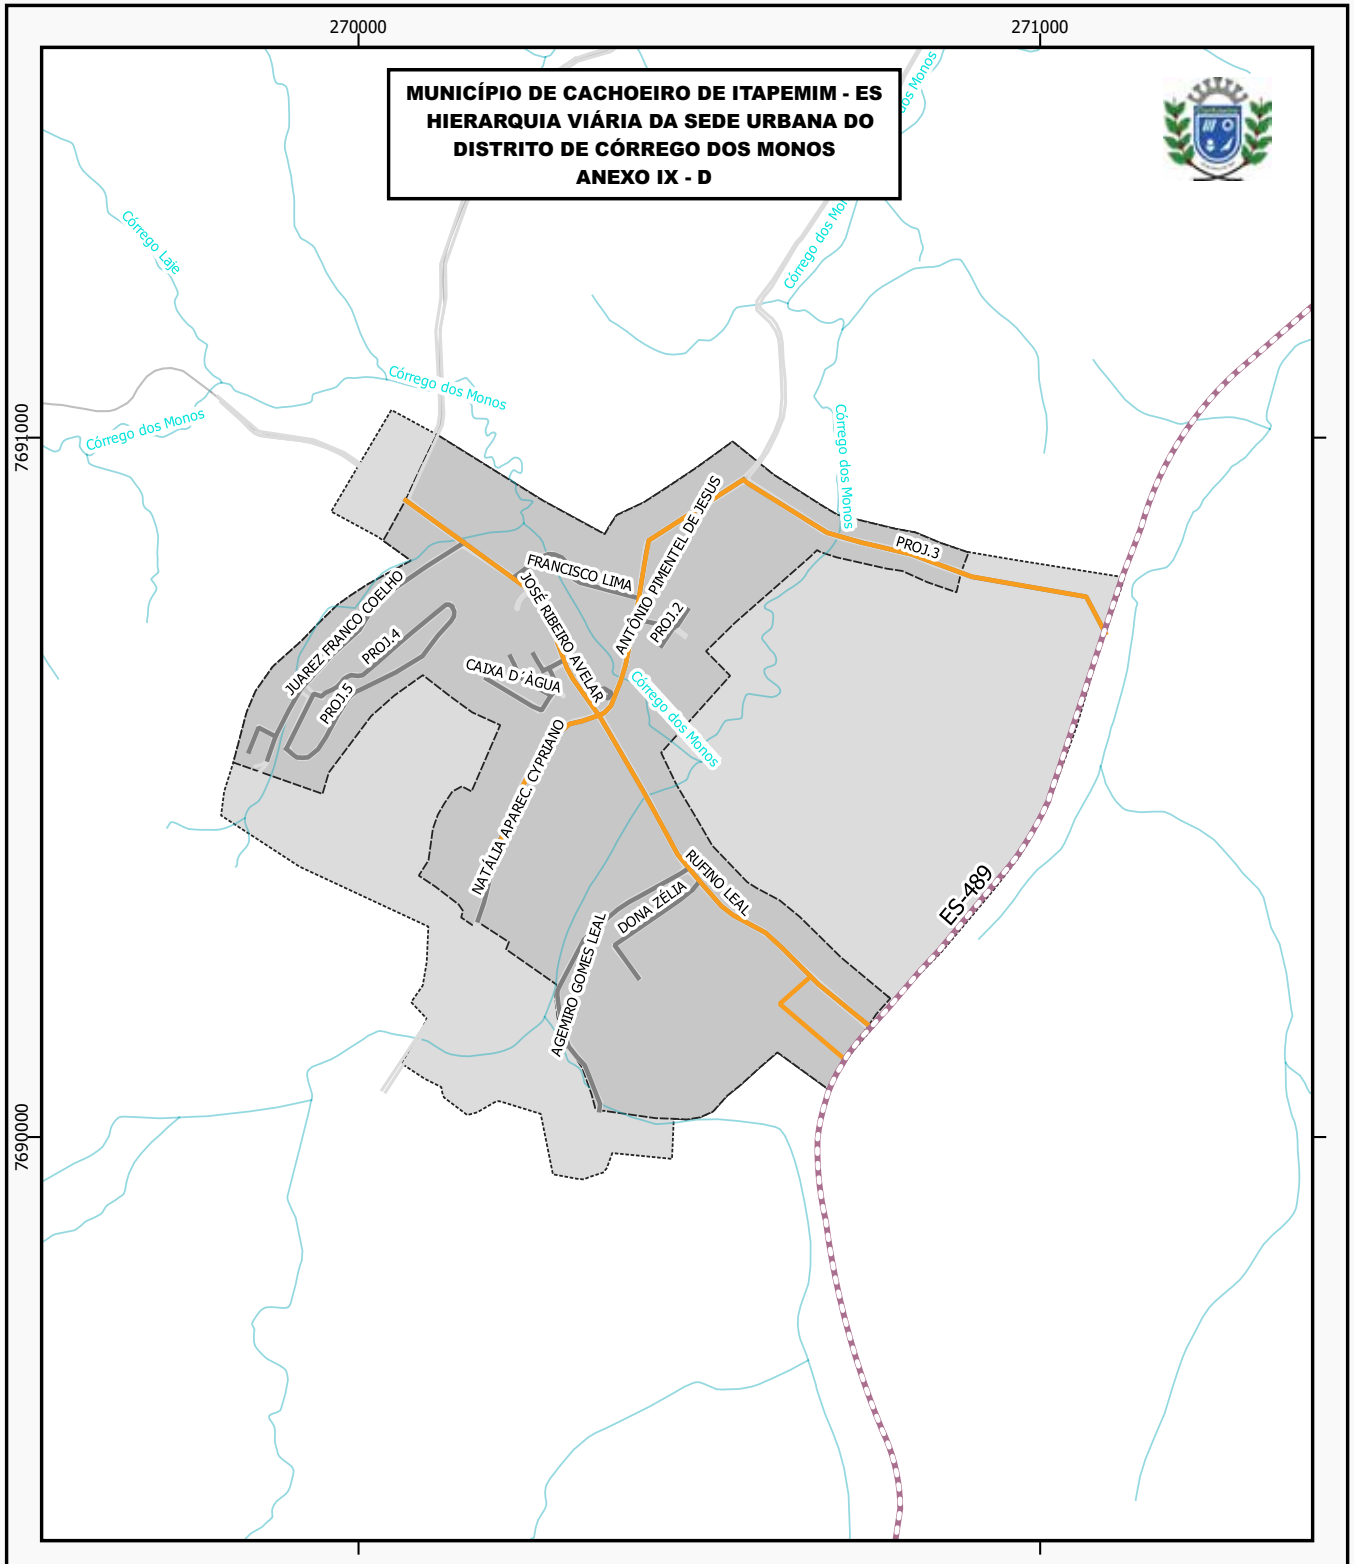 270000
271000
MUNICÍPIO DE CACHOEIRO DE ITAPEMIM - ES
HIERARQUIA VIÁRIA DA SEDE URBANA DO
DISTRITO DE CÓRREGO DOS MONOS
ANEXO IX - D
dos Monos
Córrego Laje
Córrego dos Mon
Córrego dos Monos
Córrego dos Monos
Córrego dos Monos
7691000
PROJ.3
ANTÔNIO PIMENTEL DE JESUS
FRANCISCO LIMA
JOSÉ RIBEIRO AVELAR
PROJ.2
JUAREZ FRANCO COELHO
PROJ.4
PROJ.5
CAIXA D´ÀGUA
Córrego dos Monos
NATÁLIA APAREC. CYPRIANO
RUFINO LEAL
DONA ZÉLIA
AGEMIRO GOMES LEAL
ES-489
7690000